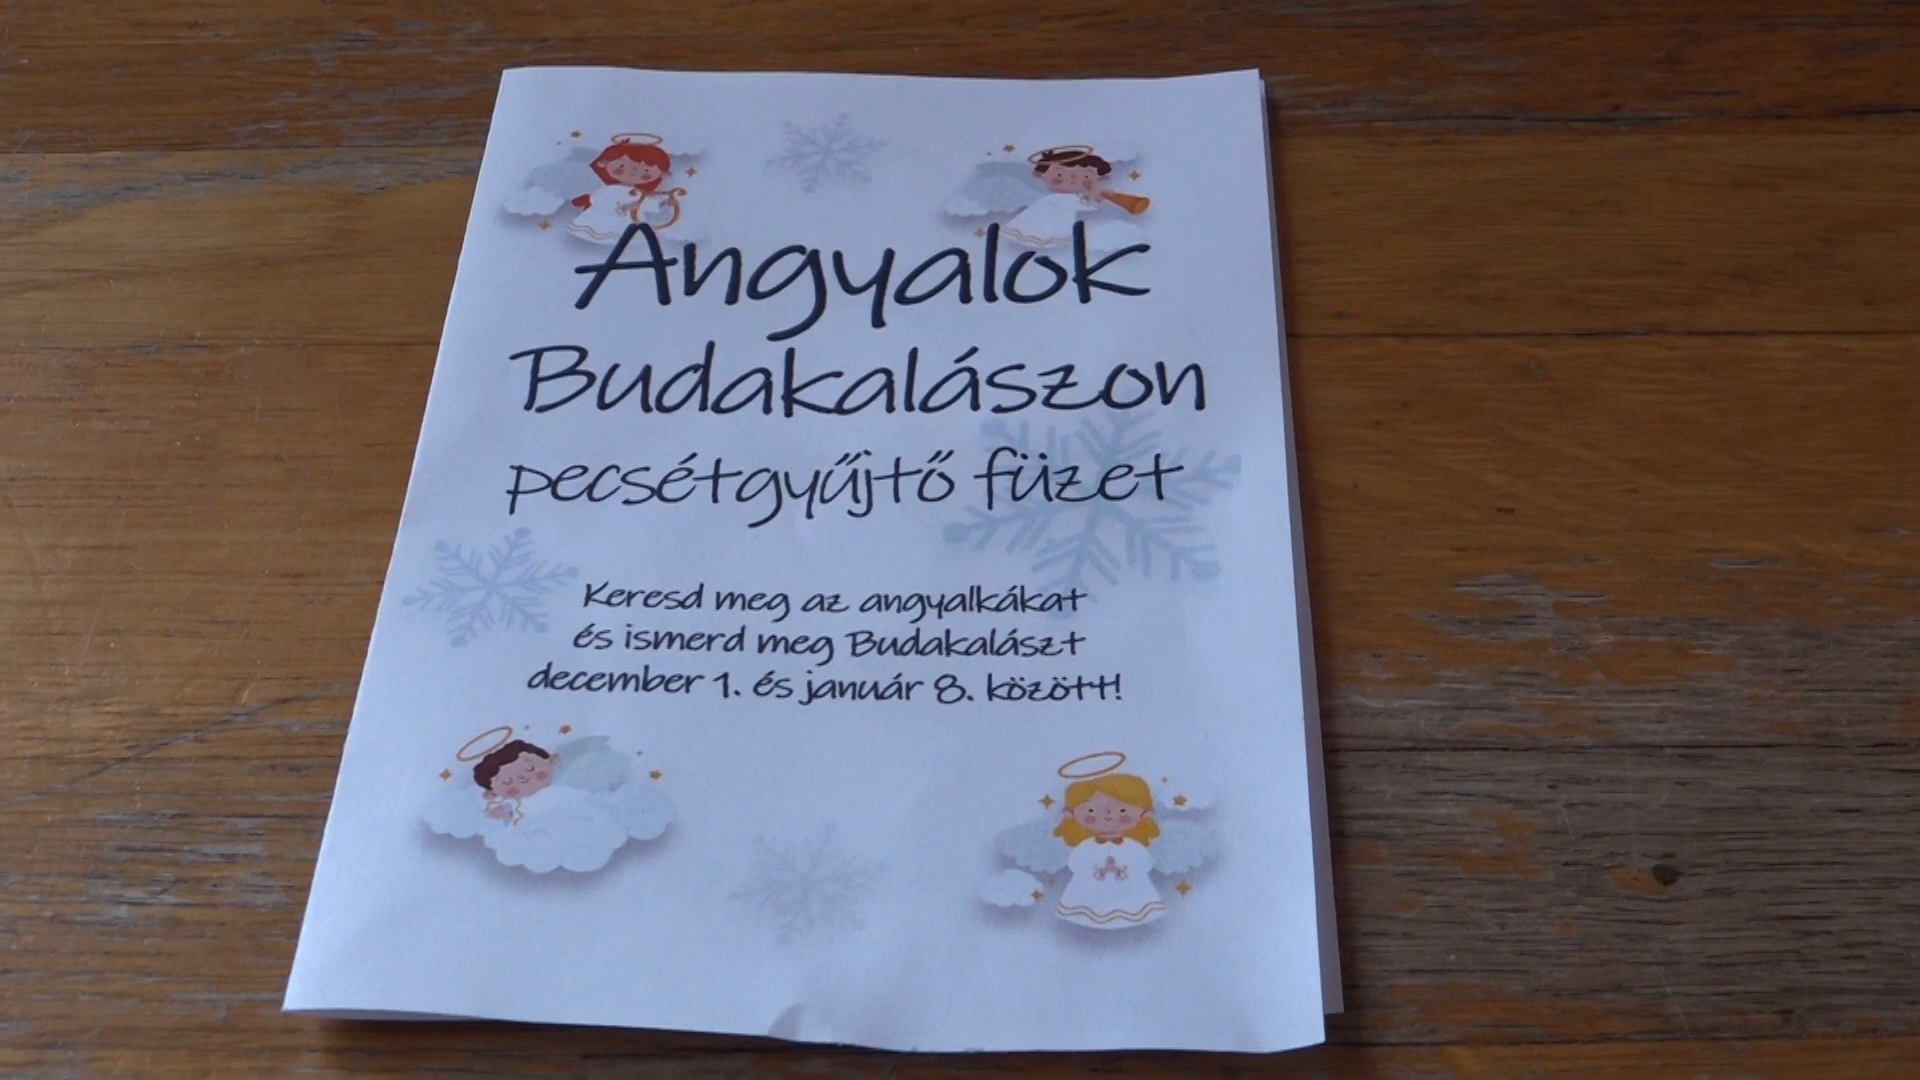 Angyalok
Budakalászon
pecsétgyűjtő füzet
Keresd meg az angyalkákat
és ismerd meg Budakalászt
december 1. és január 8. között!